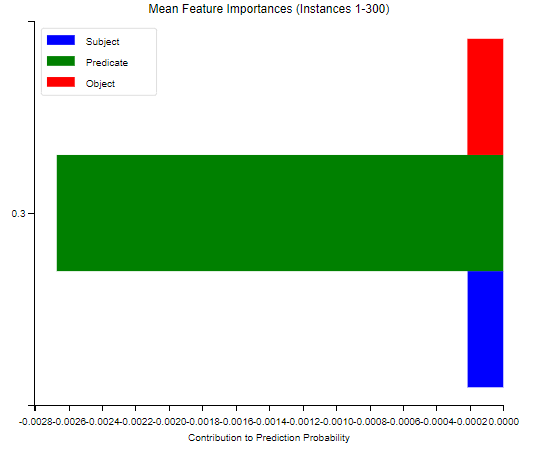 Mean Feature Importances (Instances 1-300)
Subject
Predicate
Object
0.3
-0.0028 -0.0026 -0.0024 -0.0022 -0.0020 -0.0018 -0.0016 -0.0014 -0.0012 -0.0010 -0.0008 -0.0006 -0.0004 -0.0002 0.0000
Contribution to Prediction Probability